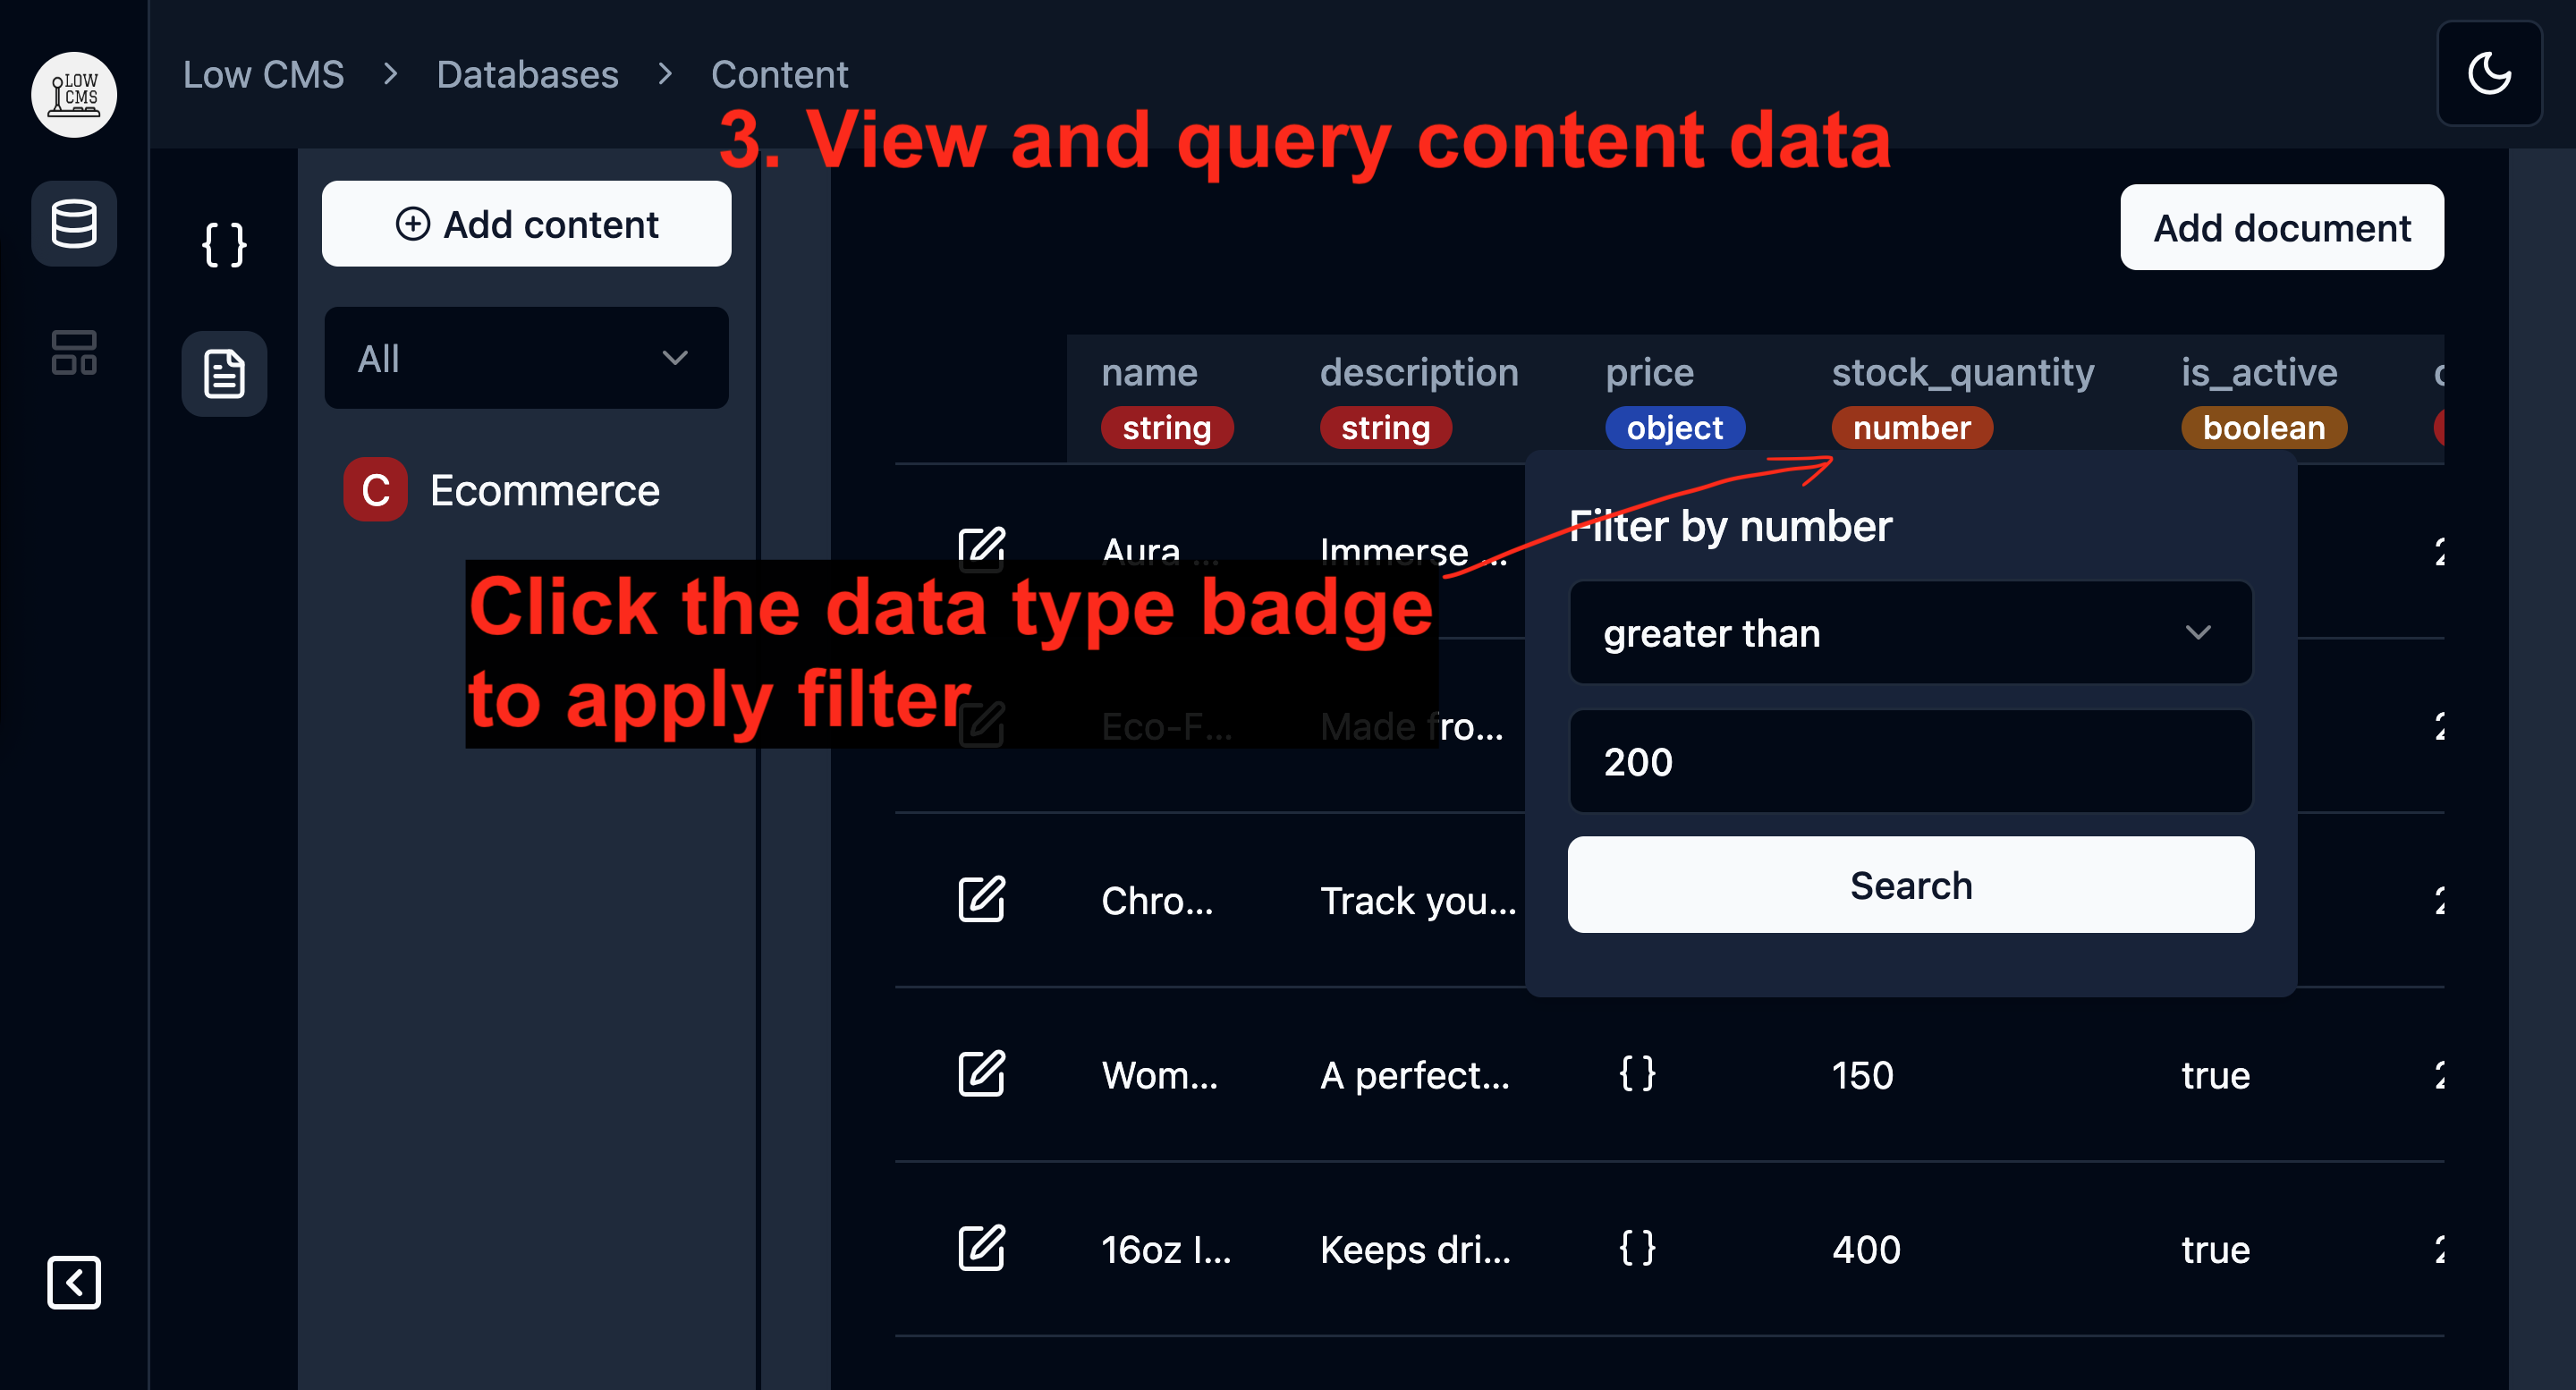 LOW
CMS
Low CMS > Databases > Content
3. View and query content data
Add content
Add document
All
C Ecommerce
name description price stock_quantity is_active
string string object number boolean
Filter by number
greater than
200
Search
Click the data type badge
to apply filter
Aura ... Immerse ...
Eco-F... Made fro...
Chro... Track you...
Wom... A perfect... {} 150 true
16oz I... Keeps dri... {} 400 true